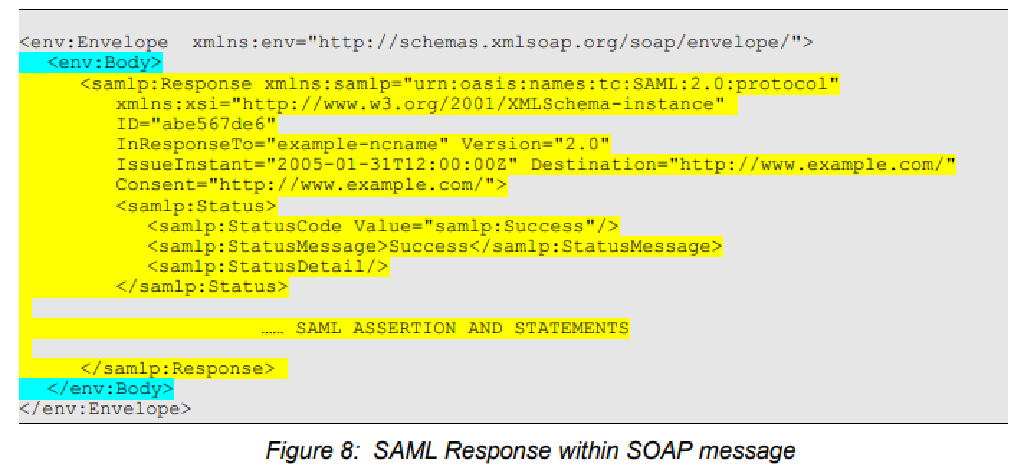 <env:Envelope  xmlns:env="http://schemas.xmlsoap.org/soap/envelope/">
<env:Body>
<samlp:Response xmlns:samlp="urn:oasis:names:tc:SAML:2.0:protocol"
xmlns:xsi="http://www.w3.org/2001/XMLSchema-instance"
ID="abe567de6"
InResponseTo="example-ncname" Version="2.0"
IssueInstant="2005-01-31T12:00:00Z" Destination="http://www.example.com/"
Consent="http://www.example.com/">
<samlp:Status>
<samlp:StatusCode Value="samlp:Success"/>
<samlp:StatusMessage>Success</samlp:StatusMessage>
<samlp:StatusDetail/>
</samlp:Status>
…… SAML ASSERTION AND STATEMENTS
</samlp:Response>
</env:Body>
</env:Envelope>
Figure 8:  SAML Response within SOAP message